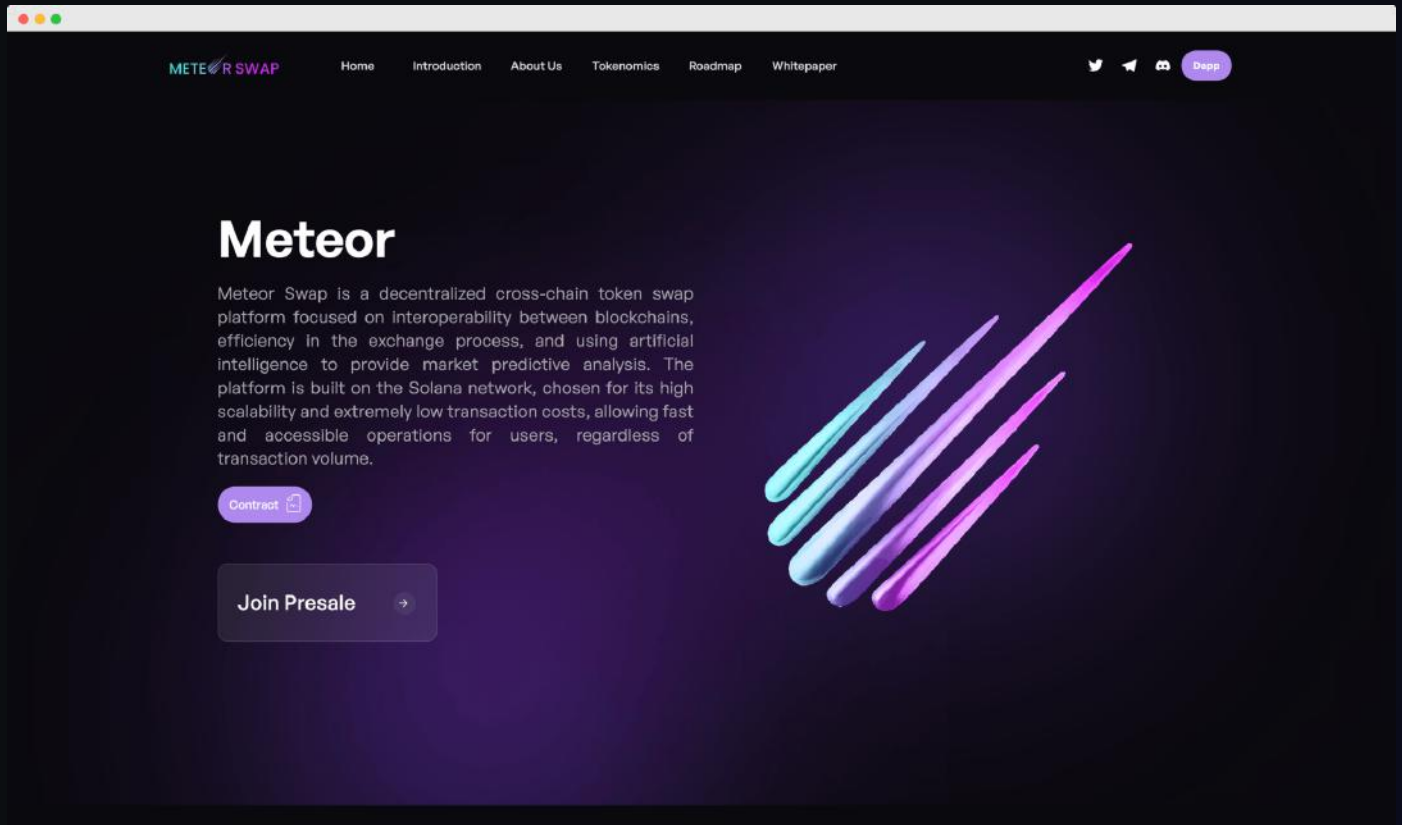 METEOR SWAP
Home
Introduction
About Us
Tokenomics
Roadmap
Whitepaper
Dapp
Meteor
Meteor Swap is a decentralized cross-chain token swap
platform focused on interoperability between blockchains,
efficiency in the exchange process, and using artificial
intelligence to provide market predictive analysis. The
platform is built on the Solana network, chosen for its high
scalability and extremely low transaction costs, allowing fast
and accessible operations for users, regardless of
transaction volume.
Contract
Join Presale